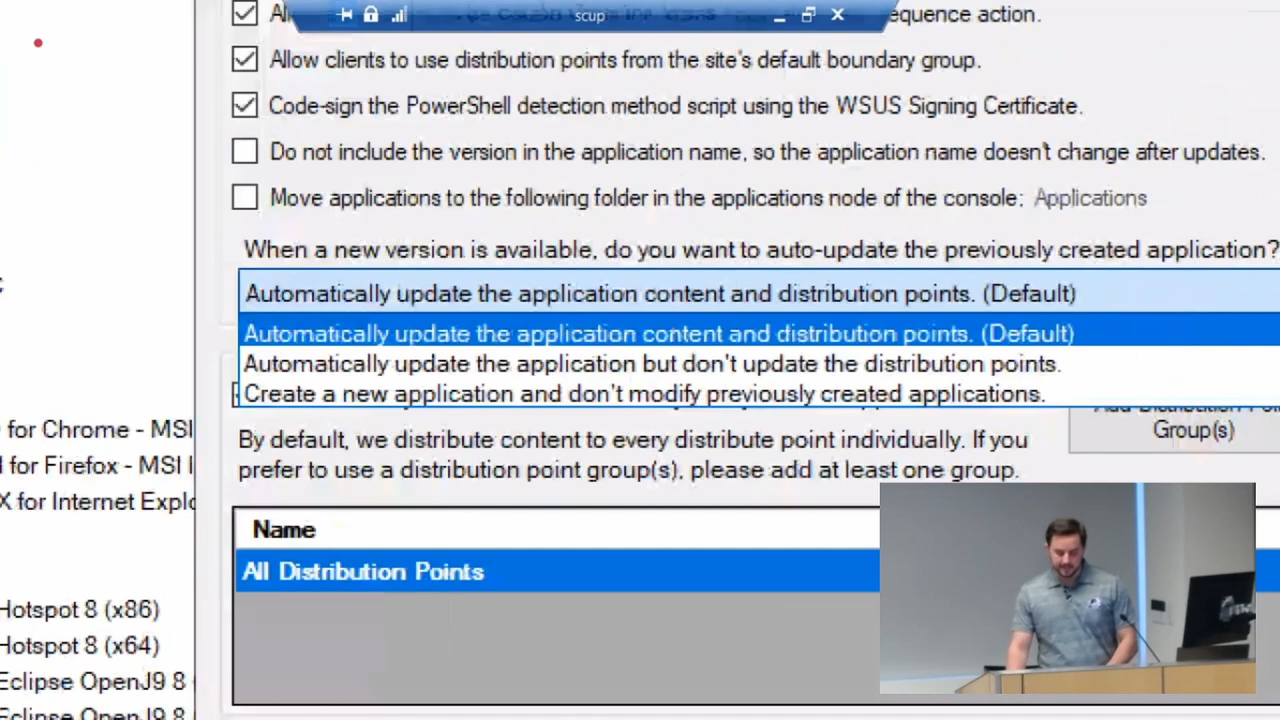 scup
equence action.
Allow clients to use distribution points from the site's default boundary group.
Code-sign the PowerShell detection method script using the WSUS Signing Certificate.
Do not include the version in the application name, so the application name doesn't change after updates.
Move applications to the following folder in the applications node of the console: Applications
When a new version is available, do you want to auto-update the previously created application?
Automatically update the application content and distribution points. (Default)
Automatically update the application content and distribution points. (Default)
Automatically update the application but don't update the distribution points.
Create a new application and don't modify previously created applications.
Group(s)
By default, we distribute content to every distribute point individually. If you
prefer to use a distribution point group(s), please add at least one group.
Name
All Distribution Points
for Chrome - MSI
for Firefox - MSI I
X for Internet Explo
Hotspot 8 (x86)
Hotspot 8 (x64)
Eclipse OpenJ9 8
Eclipse OpenJ9 8